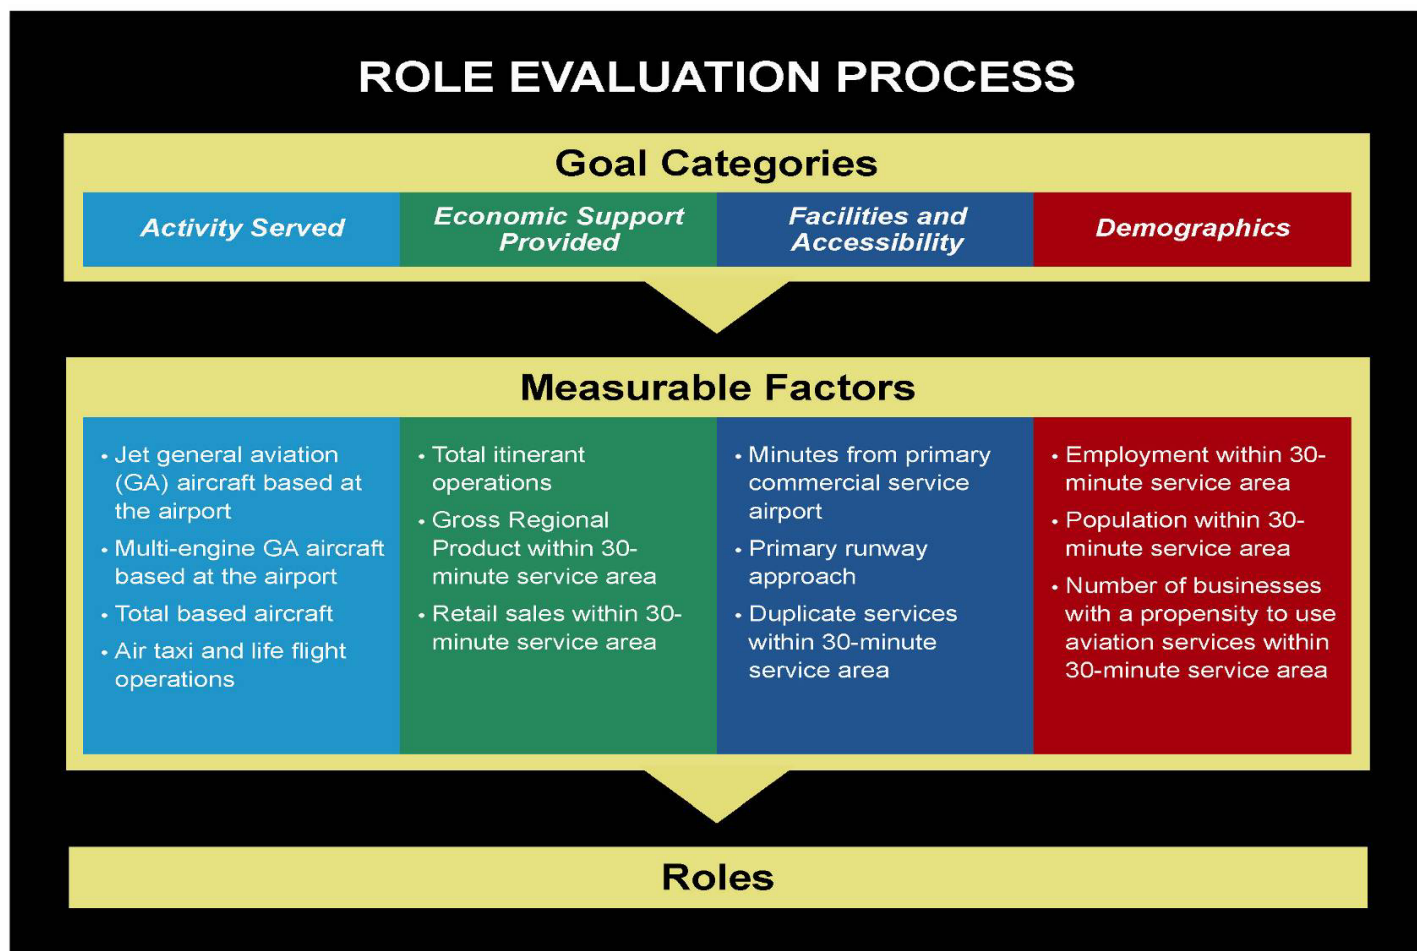 ROLE EVALUATION PROCESS
Goal Categories
Activity Served
Economic Support
Provided
Facilities and
Accessibility
Demographics
Measurable Factors
• Jet general aviation
(GA) aircraft based at
the airport
• Multi-engine GA aircraft
based at the airport
• Total based aircraft
• Air taxi and life flight
operations
• Total itinerant
operations
• Gross Regional
Product within 30-
minute service area
• Retail sales within 30-
minute service area
• Minutes from primary
commercial service
airport
• Primary runway
approach
• Duplicate services
within 30-minute
service area
• Employment within 30-
minute service area
• Population within 30-
minute service area
• Number of businesses
with a propensity to use
aviation services within
30-minute service area
Roles